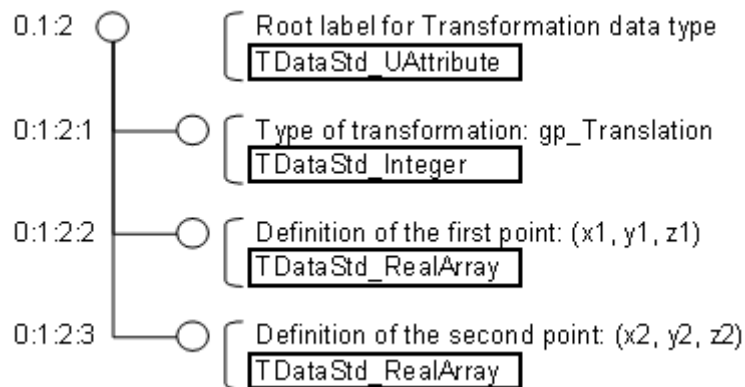 0.1:2 Root label for Transformation data type
TDataStd_UAttribute
0:1:2:1 Type of transformation: gp_Translation
TDataStd_Integer
0:1:2:2 Definition of the first point: (x1, y1, z1)
TDataStd_RealArray
0:1:2:3 Definition of the second point: (x2, y2, z2)
TDataStd_RealArray